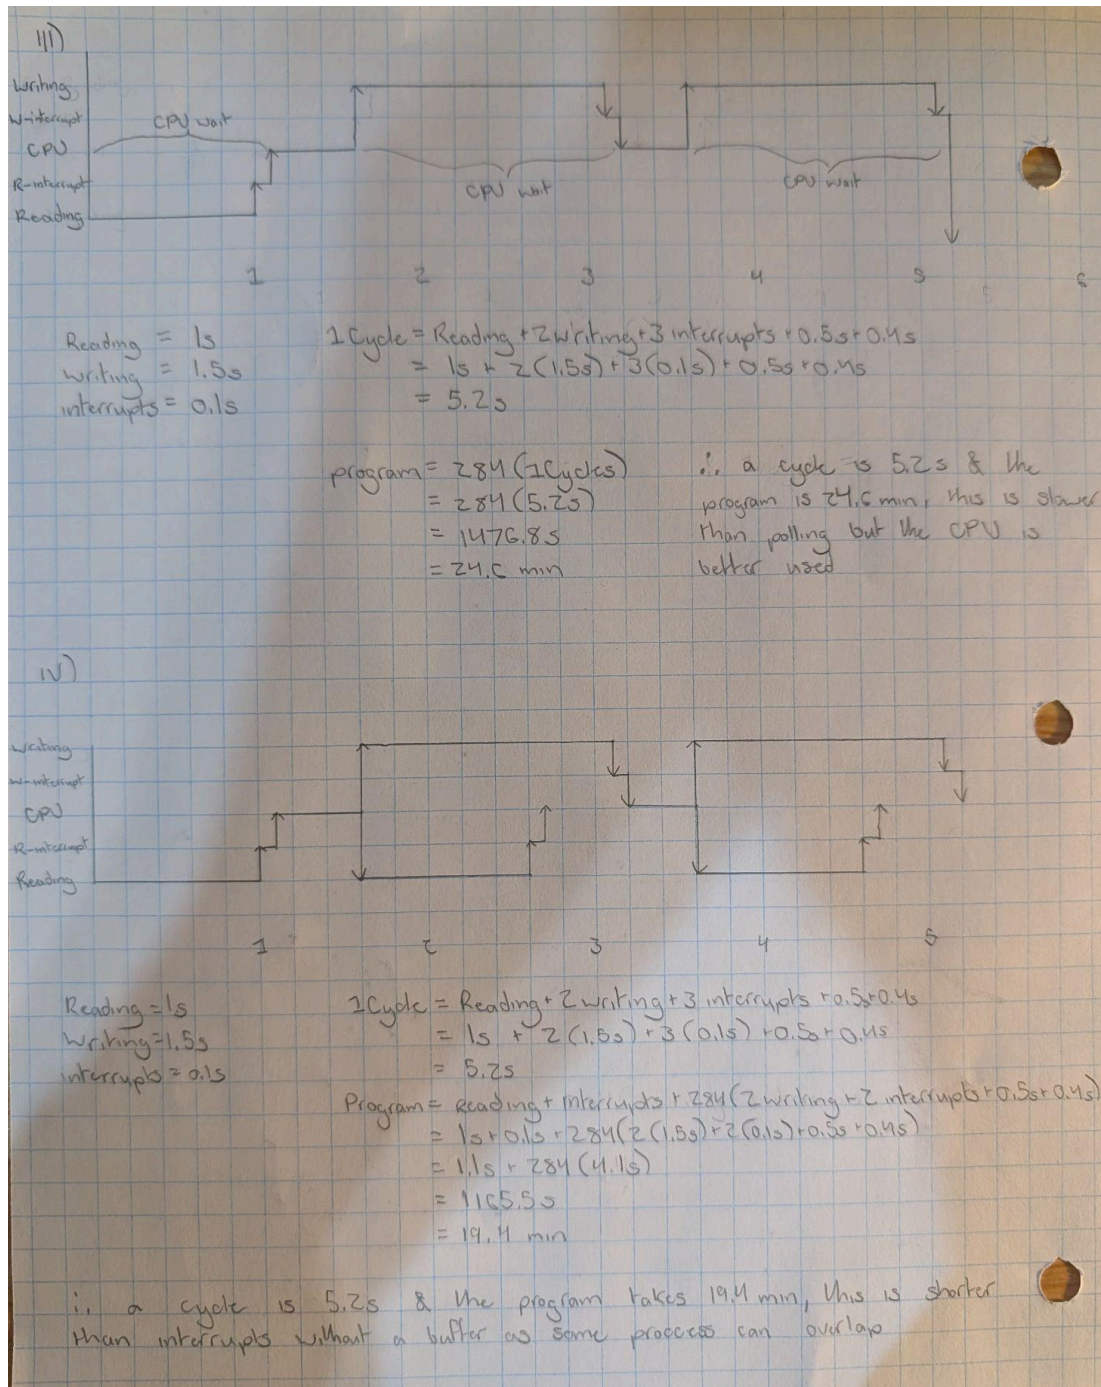 iii)
Writing
W-interrupt
CPU wait
CPU
R-interrupt
CPU wait
CPU wait
Reading
1 2 3 4 5 6
Reading = 1s
Writing = 1.5s
interrupts = 0.1s
1 Cycle = Reading + 2 writing + 3 interrupts + 0.5s + 0.4s
= 1s + 2(1.5s) + 3(0.1s) + 0.5s + 0.4s
= 5.2s
program = 284 (1 Cycles)
= 284 (5.2s)
= 1476.8s
= 24.6 min
∴ a cycle is 5.2s & the
program is 24.6 min, this is slower
than polling but the CPU is
better used
iv)
Writing
W-interrupt
CPU
R-interrupt
Reading
1 2 3 4 5
Reading = 1s
Writing = 1.5s
interrupts = 0.1s
1 Cycle = Reading + 2 writing + 3 interrupts + 0.5s + 0.4s
= 1s + 2(1.5s) + 3(0.1s) + 0.5s + 0.4s
= 5.2s
Program = Reading + interrupts + 284(2 writing + 2 interrupts + 0.5s + 0.4s)
= 1s + 0.1s + 284(2(1.5s) + 2(0.1s) + 0.5s + 0.4s)
= 1.1s + 284(4.1s)
= 1165.5s
= 19.4 min
∴ a cycle is 5.2s & the program takes 19.4 min, this is shorter
than interrupts without a buffer as some proccess can overlap